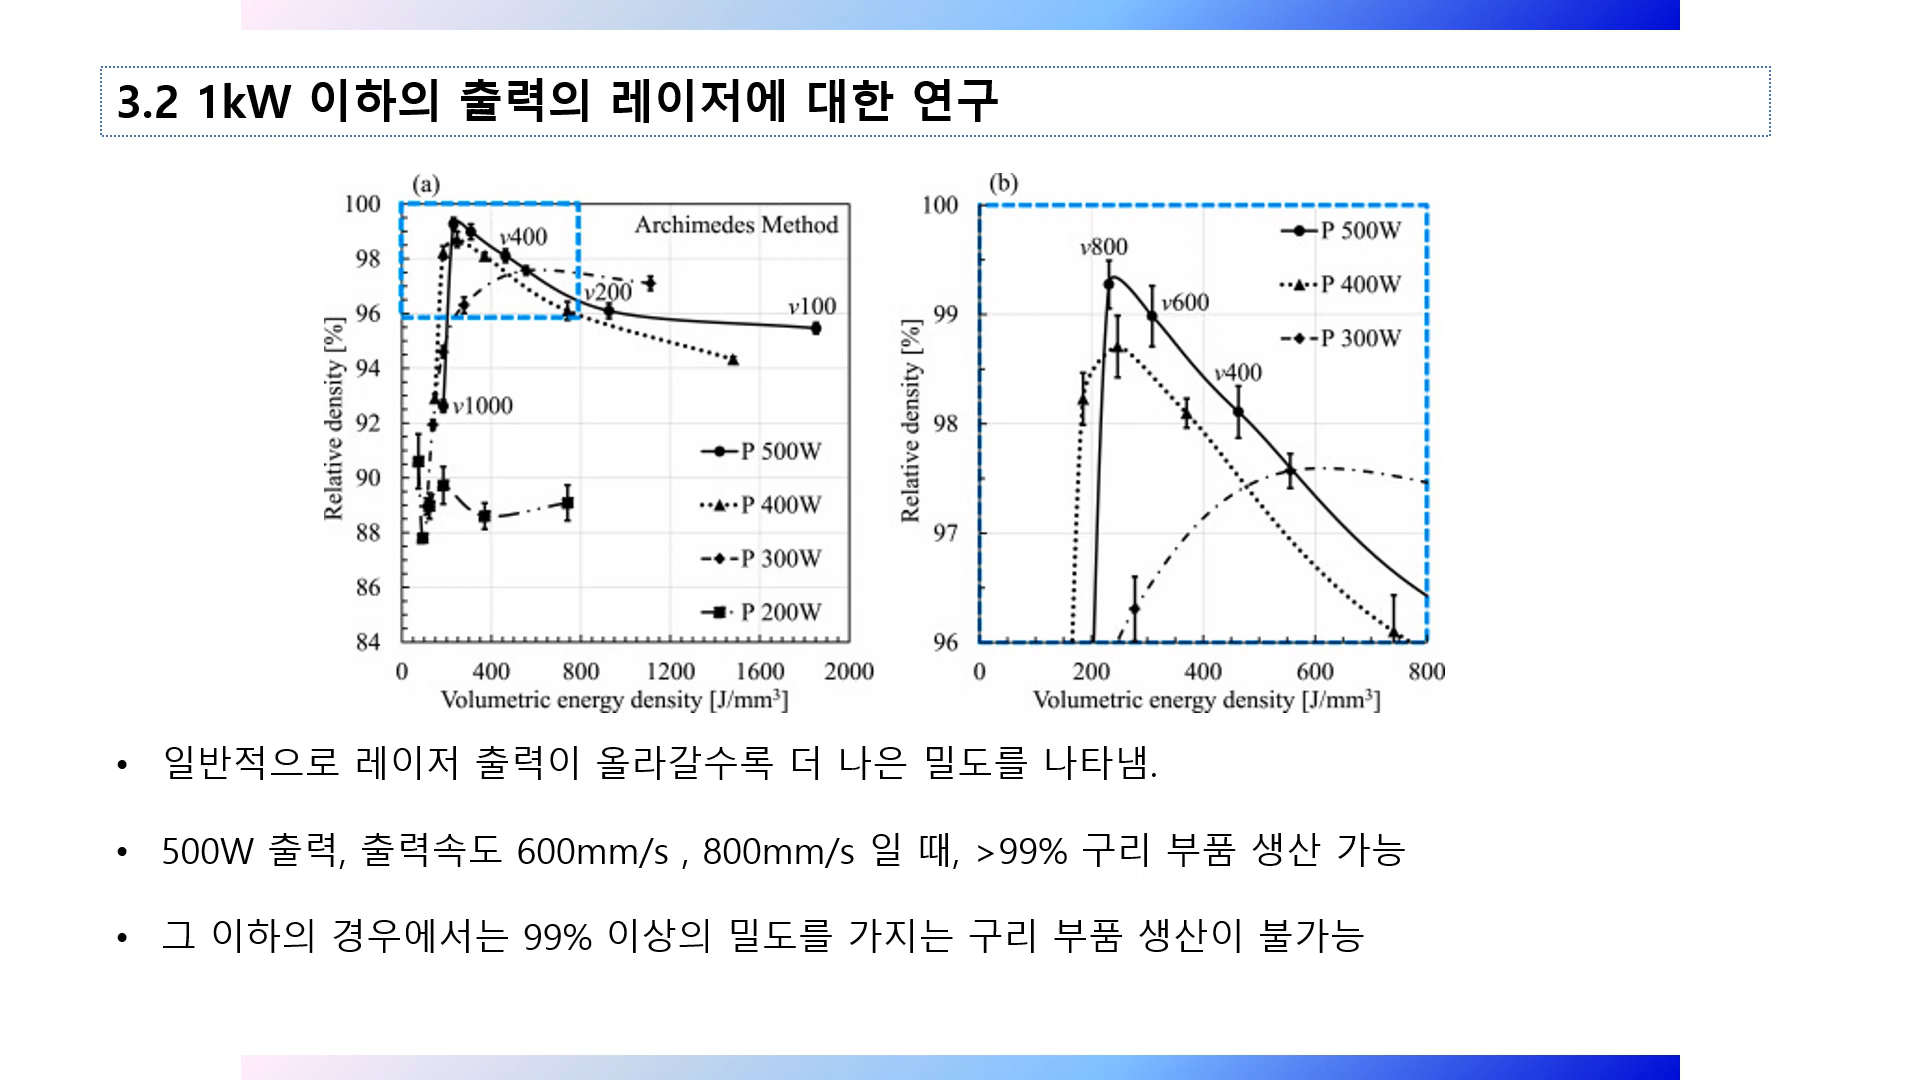 3.2 1kW 이하의 출력의 레이저에 대한 연구
(a)
100
98
96
94
92
90
88
86
84
Relative density [%]
Archimedes Method
v400
v200
v100
v1000
P 500W
P 400W
P 300W
P 200W
0 400 800 1200 1600 2000
Volumetric energy density [J/mm³]
(b)
100
99
98
97
96
Relative density [%]
v800
v600
v400
P 500W
P 400W
P 300W
0 200 400 600 800
Volumetric energy density [J/mm³]
• 일반적으로 레이저 출력이 올라갈수록 더 나은 밀도를 나타냄.
• 500W 출력, 출력속도 600mm/s , 800mm/s 일 때, >99% 구리 부품 생산 가능
• 그 이하의 경우에서는 99% 이상의 밀도를 가지는 구리 부품 생산이 불가능